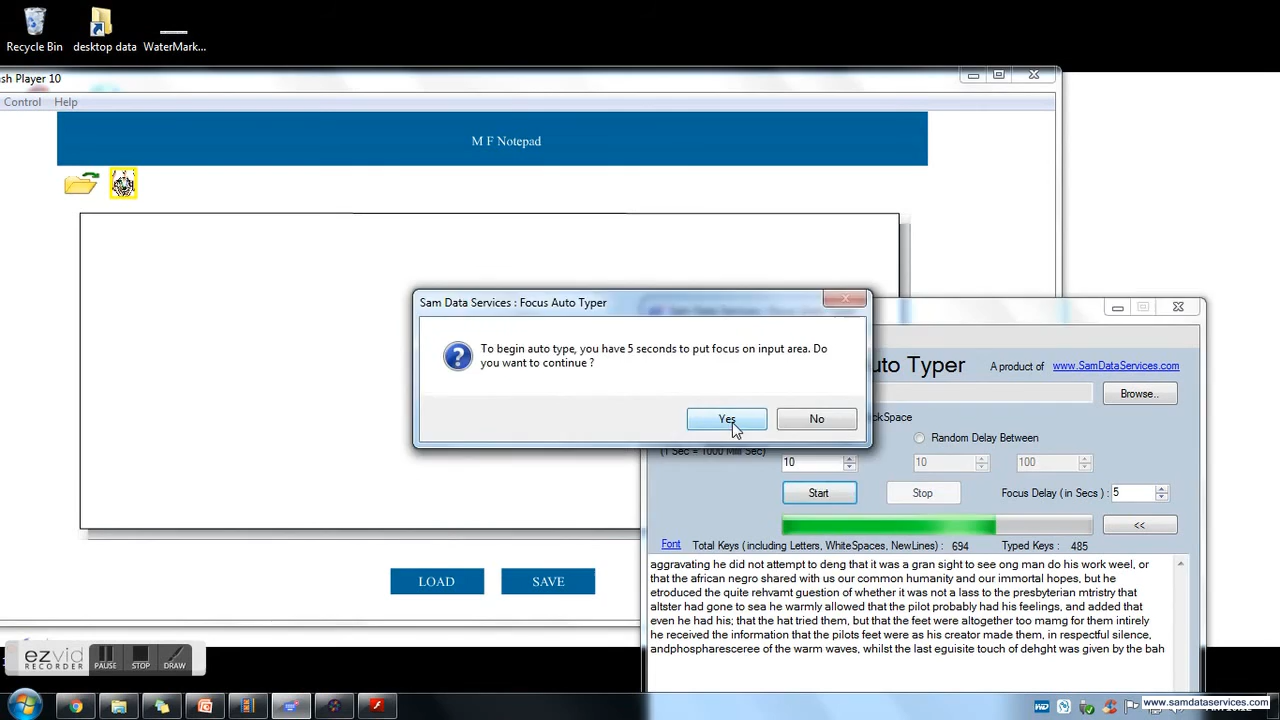 Recycle Bin
desktop data
WaterMark...
sh Player 10
Control
Help
M F Notepad
Sam Data Services : Focus Auto Typer
To begin auto type, you have 5 seconds to put focus on input area. Do
you want to continue ?
Yes
No
uto Typer
A product of
www.SamDataServices.com
Browse..
ckSpace
Random Delay Between
(1 Sec = 1000 Milli Sec)
10
10
100
Start
Stop
Focus Delay (in Secs) :
5
<<
Font
Total Keys (including Letters, WhiteSpaces, NewLines) :
694
Typed Keys :
485
aggravating he did not attempt to deng that it was a gran sight to see ong man do his work weel, or
that the african negro shared with us our common humanity and our immortal hopes, but he
etroduced the quite rehvamt guestion of whether it was not a lass to the presbyterian mtristry that
altster had gone to sea he warmly allowed that the pilot probably had his feelings, and added that
even he had his; that the hat tried them, but that the feet were altogether too mamg for them intirely
he received the information that the pilots feet were as his creator made them, in respectful silence,
andphospharesceree of the warm waves, whilst the last eguisite touch of dehght was given by the bah
LOAD
SAVE
ezvid
RECORDER
PAUSE
STOP
DRAW
WD
www.samdataservices.com